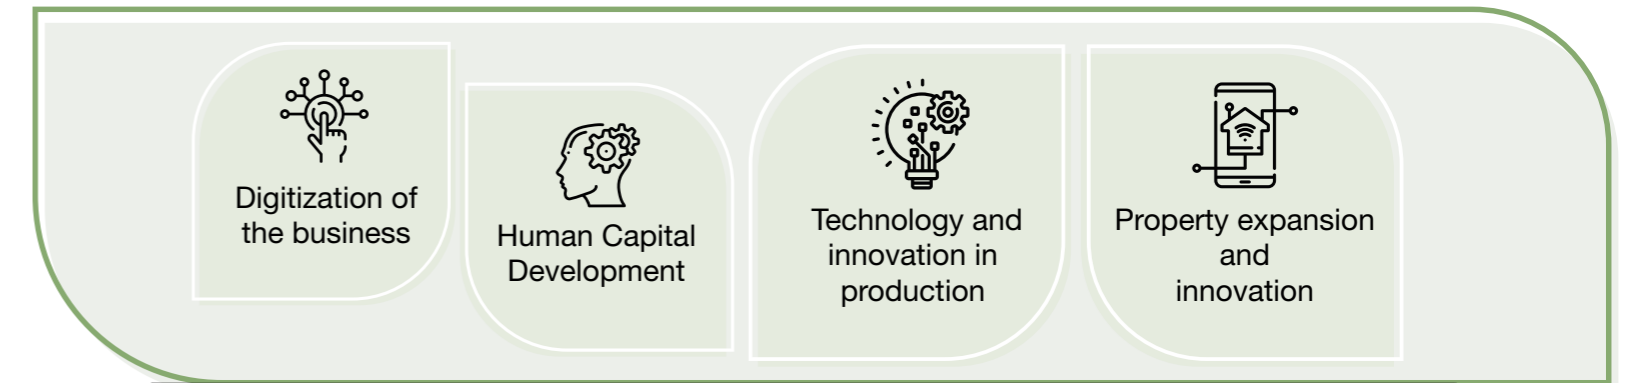 Digitization of
the business
Human Capital
Development
Technology and
innovation in
production
Property expansion
and
innovation